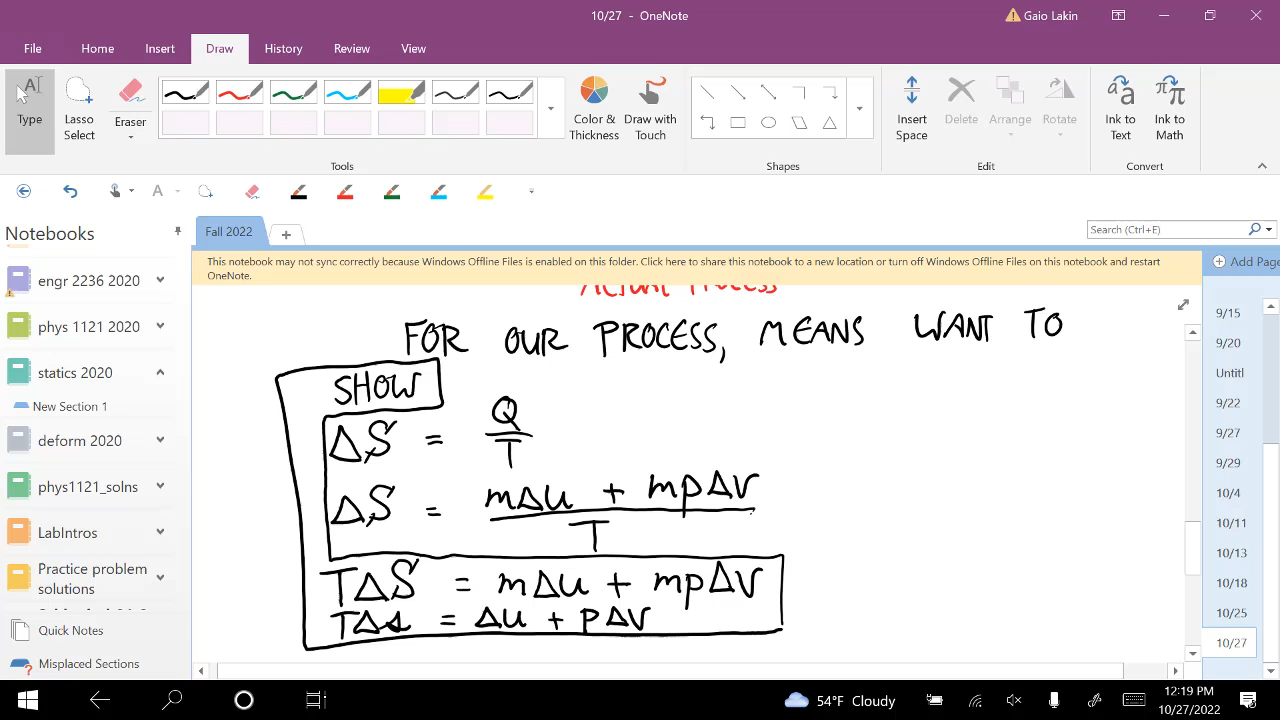 10/27 - OneNote
Gaio Lakin
File Home Insert Draw History Review View
Type
Lasso Select
Eraser
Color & Thickness
Draw with Touch
Insert Space
Delete
Arrange
Rotate
Ink to Text
Ink to Math
Tools
Shapes
Edit
Convert
Notebooks
Fall 2022
Search (Ctrl+E)
This notebook may not sync correctly because Windows Offline Files is enabled on this folder. Click here to share this notebook to a new location or turn off Windows Offline Files on this notebook and restart
OneNote.
Add Page
engr 2236 2020
phys 1121 2020
statics 2020
New Section 1
deform 2020
phys1121_solns
LabIntros
Practice problem
solutions
Quick Notes
Misplaced Sections
ACTUAL PROCESS
FOR OUR PROCESS, MEANS WANT TO
SHOW
ΔS = Q/T
ΔS = (mΔu + mpΔv)/T
TΔS = mΔu + mpΔv
TΔs = Δu + pΔv
9/15
9/20
Untitl
9/22
9/27
9/29
10/4
10/11
10/13
10/18
10/25
10/27
54°F Cloudy
12:19 PM
10/27/2022